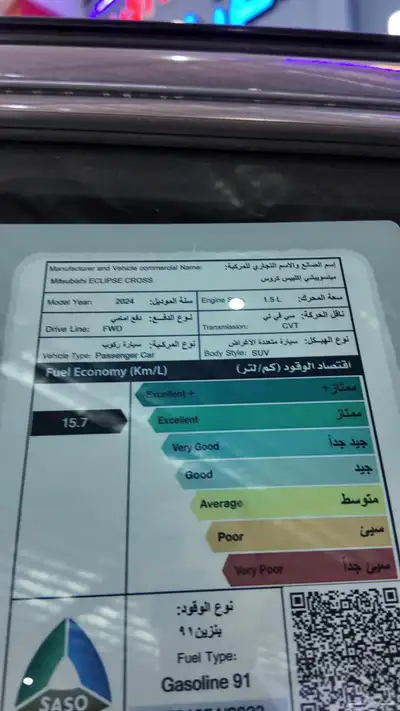 Manufacturer and Vehicle commercial Name: إسم الصانع والاسم التجاري للمركبة:
Mitsubishi ECLIPSE CROSS ميتسوبيشي اكليبس كروس
Model Year: 2024 سنة الموديل:
Engine 1.5 L سعة المحرك:
نوع الدفع: دفع امامي
Drive Line: FWD
ناقل الحركة: سي في تي
Transmission: CVT
نوع المركبة: سيارة ركوب
Vehicle Type: Passenger Car
نوع الهيكل: سيارة متعددة الاغراض
Body Style: SUV
Fuel Economy (Km/L) اقتصاد الوقود (كم/لتر)
Excellent + ممتاز+
15.7
Excellent ممتاز
Very Good جيد جداً
Good جيد
Average متوسط
Poor سيئ
Very Poor سيئ جداً
نوع الوقود:
بنزين ٩١
Fuel Type:
Gasoline 91
SASO